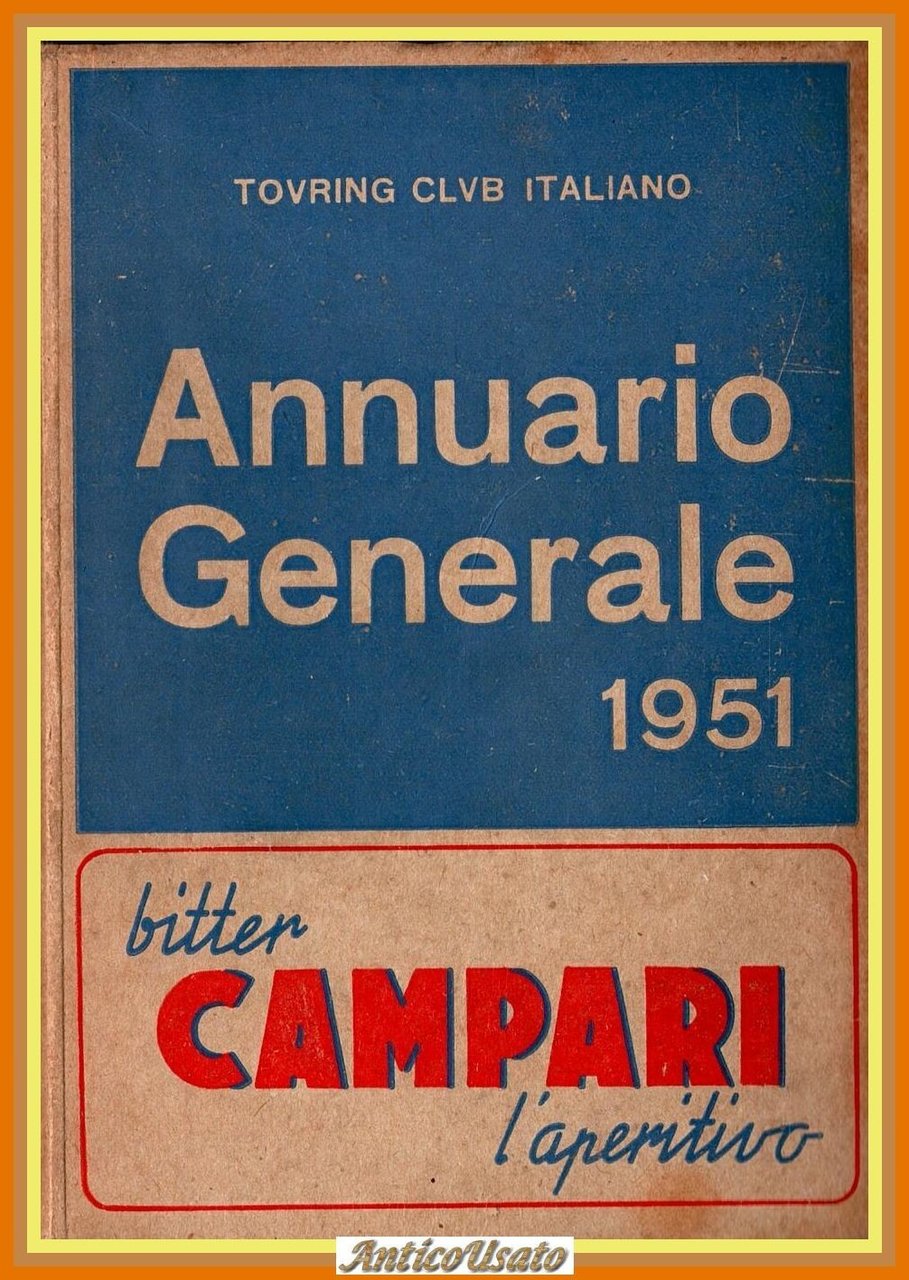 TOVRING CLVB ITALIANO
Annuario
Generale
1951
bitter
CAMPARI
l'aperitivo
AnticoUsato